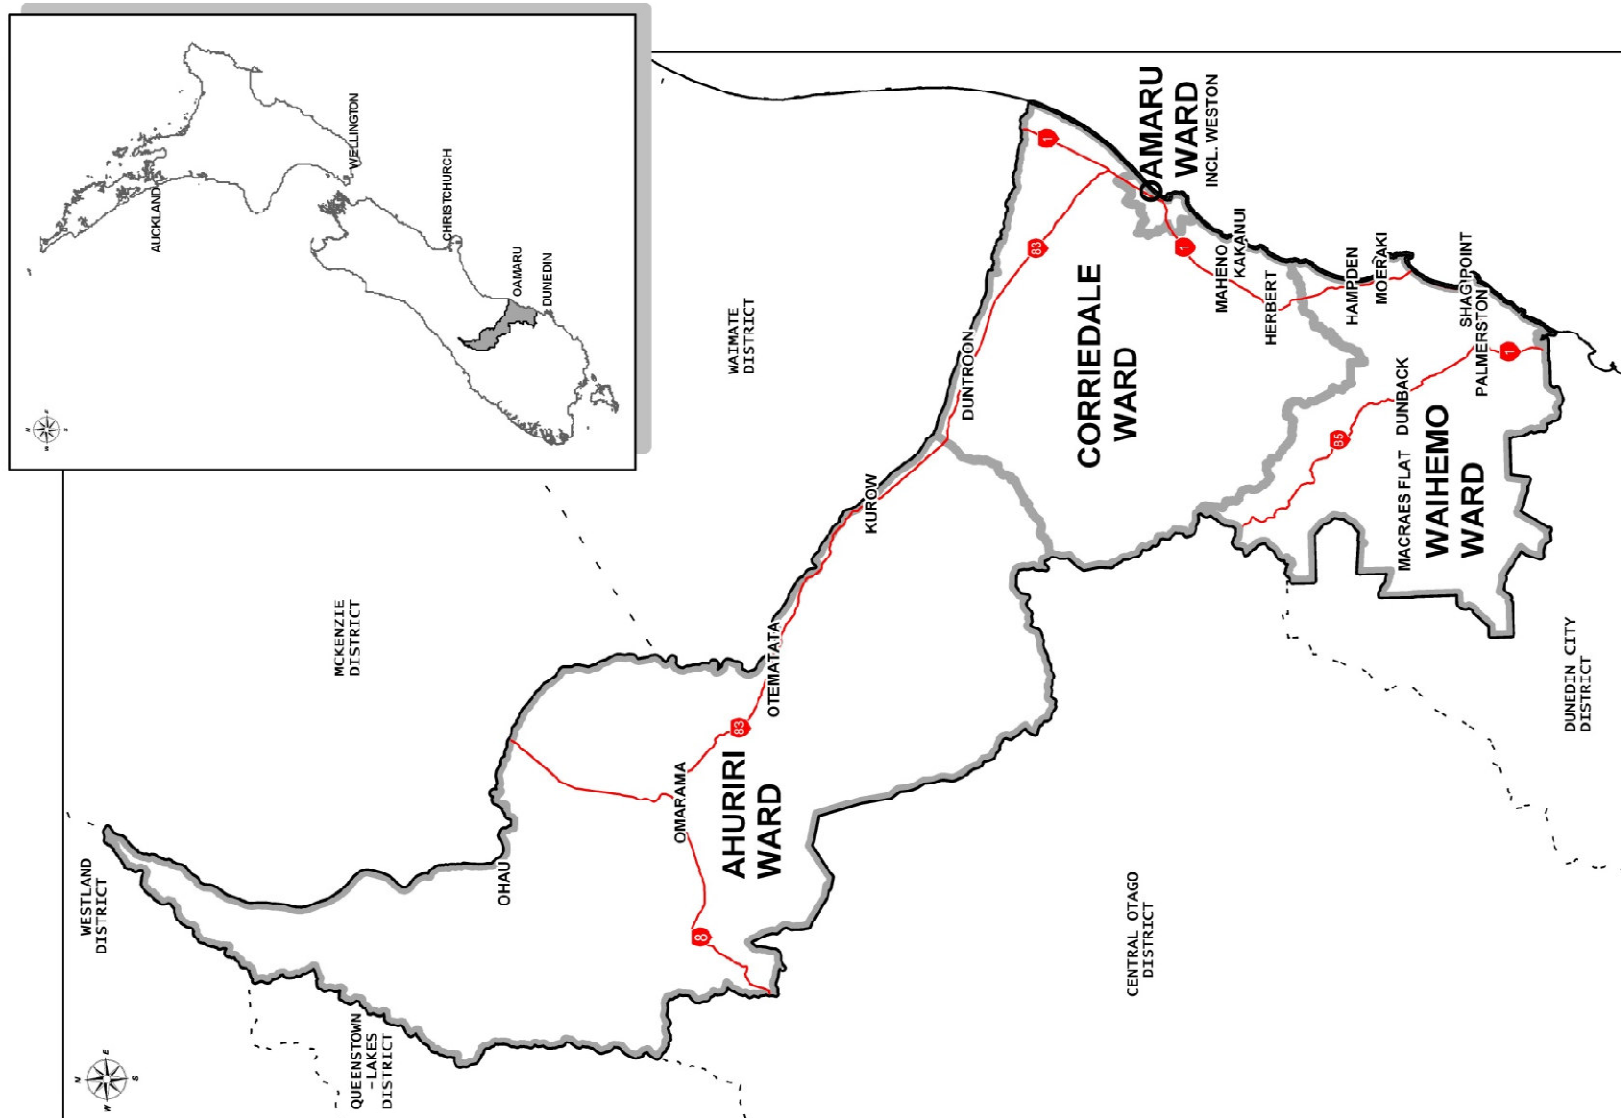 AUCKLAND
WELLINGTON
CHRISTCHURCH
OAMARU
DUNEDIN
N
E
S
W
WESTLAND
DISTRICT
QUEENSTOWN
-LAKES
DISTRICT
MCKENZIE
DISTRICT
WAIMATE
DISTRICT
CENTRAL OTAGO
DISTRICT
DUNEDIN CITY
DISTRICT
OHAU
OMARAMA
AHURIRI
WARD
OTEMATATA
KUROW
DUNTROON
CORRIEDALE
WARD
OAMARU
WARD
INCL. WESTON
MAHENO
KAKANUI
HERBERT
HAMPDEN
MOERAKI
SHAG POINT
PALMERSTON
DUNBACK
MACRAES FLAT
WAIHEMO
WARD
8
83
83
1
1
85
1